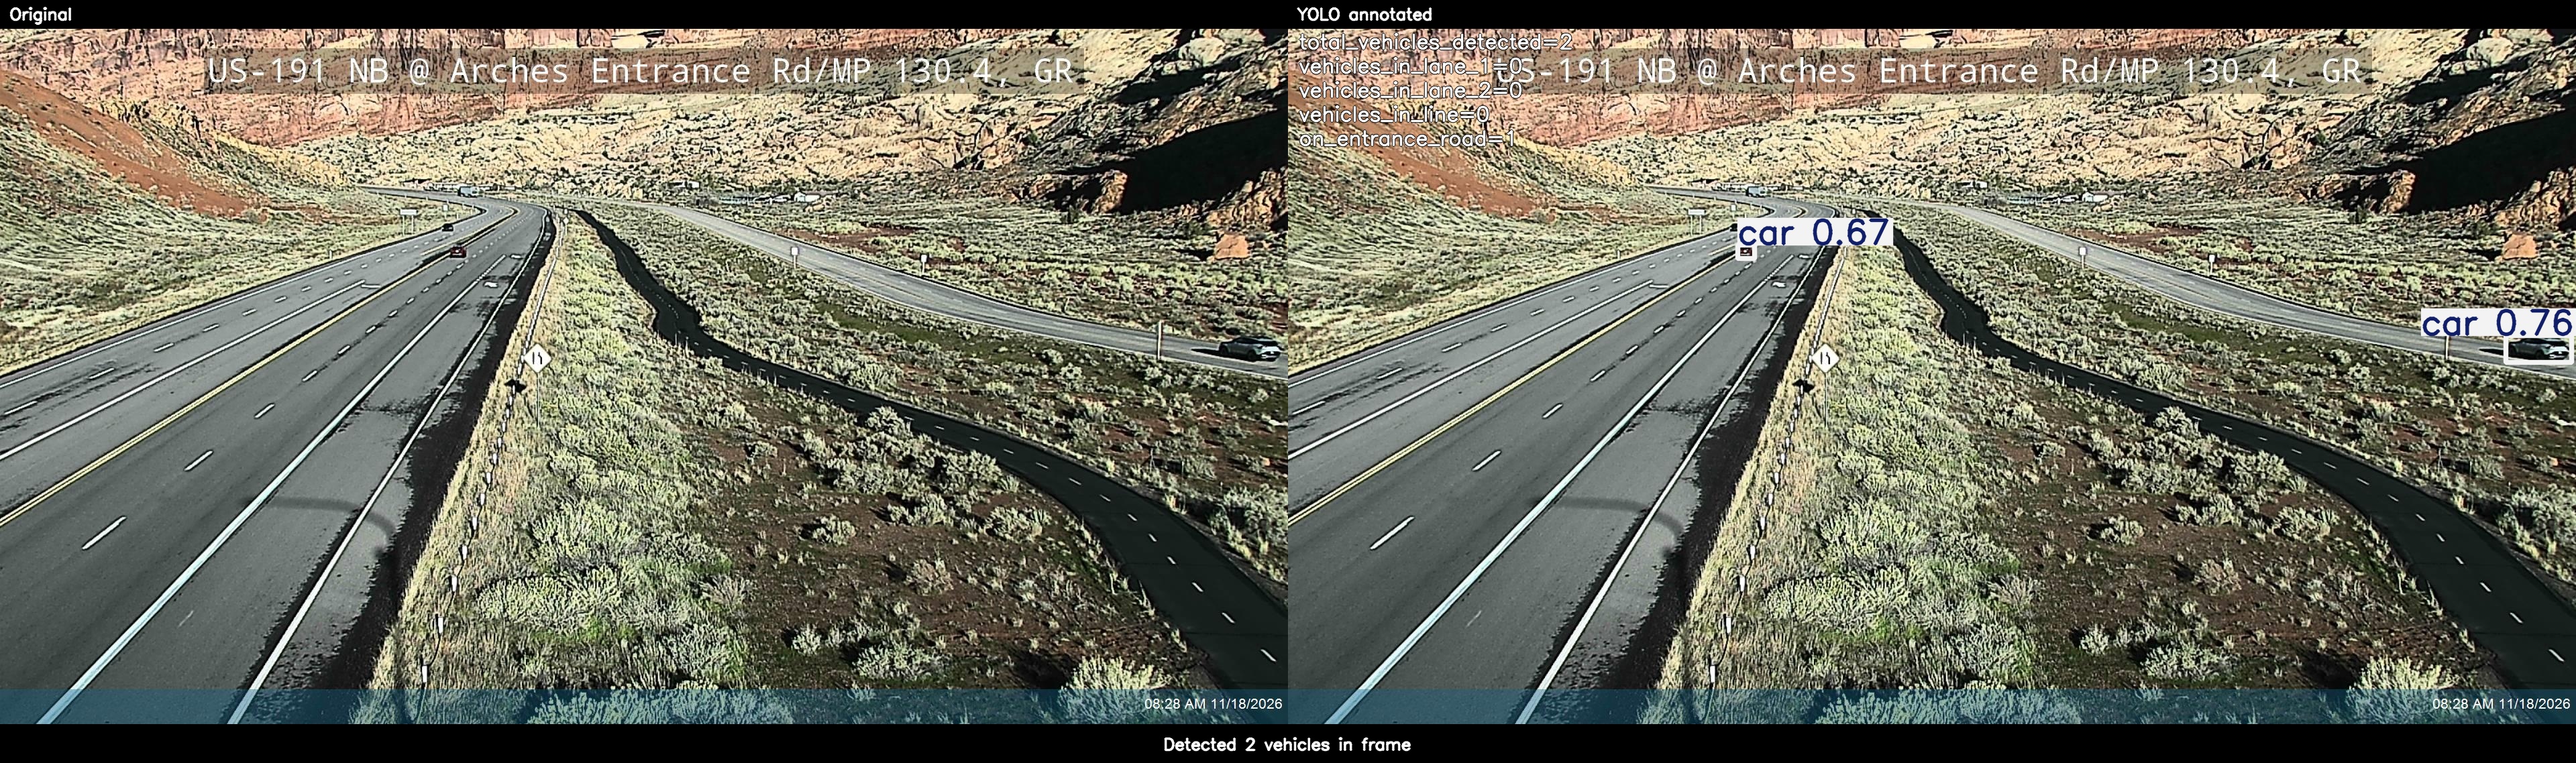 Original
US-191 NB @ Arches Entrance Rd/MP 130.4, GR
08:28 AM 11/18/2026
YOLO annotated
total_vehicles_detected=2
vehicles_in_lane_1=0
US-191 NB @ Arches Entrance Rd/MP 130.4, GR
vehicles_in_lane_2=0
vehicles_in_line=0
on_entrance_road=1
car 0.67
car 0.76
08:28 AM 11/18/2026
Detected 2 vehicles in frame